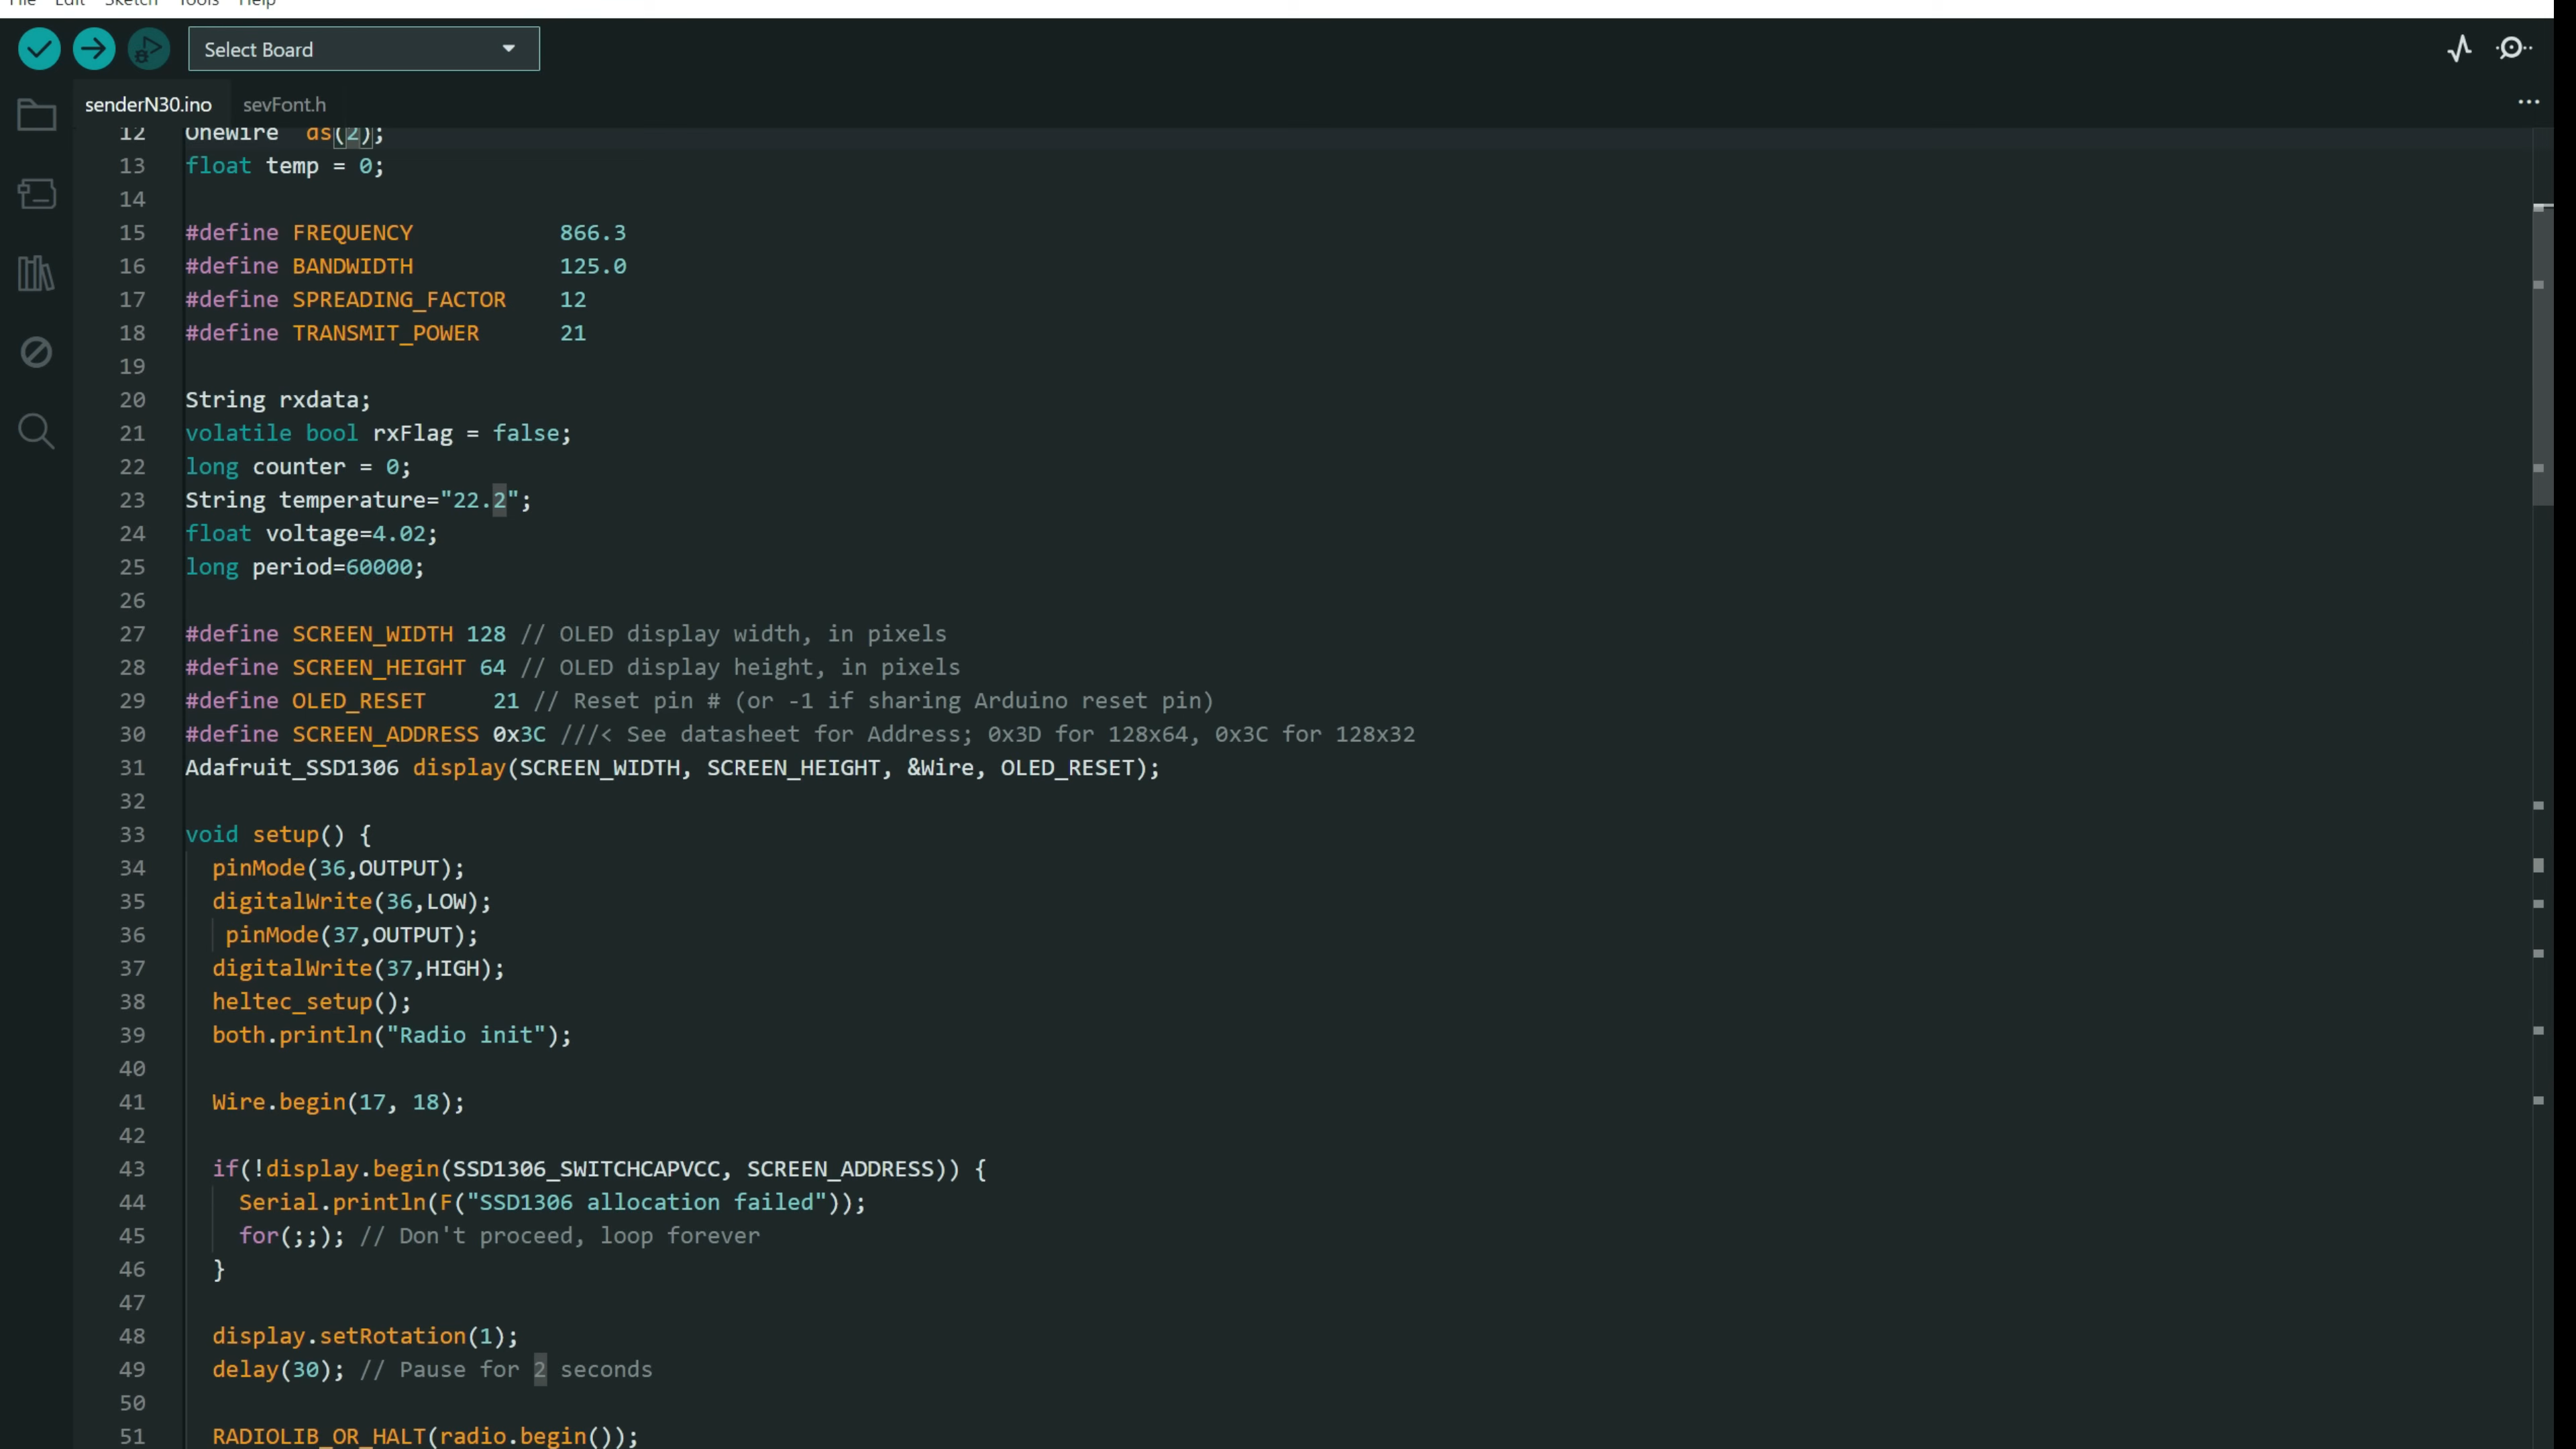 File Edit Sketch Tools Help
Select Board
senderN30.ino sevFont.h
12 OneWire  ds(2);
13 float temp = 0;
14
15 #define FREQUENCY           866.3
16 #define BANDWIDTH           125.0
17 #define SPREADING_FACTOR    12
18 #define TRANSMIT_POWER      21
19
20 String rxdata;
21 volatile bool rxFlag = false;
22 long counter = 0;
23 String temperature="22.2";
24 float voltage=4.02;
25 long period=60000;
26
27 #define SCREEN_WIDTH 128 // OLED display width, in pixels
28 #define SCREEN_HEIGHT 64 // OLED display height, in pixels
29 #define OLED_RESET     21 // Reset pin # (or -1 if sharing Arduino reset pin)
30 #define SCREEN_ADDRESS 0x3C ///< See datasheet for Address; 0x3D for 128x64, 0x3C for 128x32
31 Adafruit_SSD1306 display(SCREEN_WIDTH, SCREEN_HEIGHT, &Wire, OLED_RESET);
32
33 void setup() {
34   pinMode(36,OUTPUT);
35   digitalWrite(36,LOW);
36    pinMode(37,OUTPUT);
37   digitalWrite(37,HIGH);
38   heltec_setup();
39   both.println("Radio init");
40
41   Wire.begin(17, 18);
42
43   if(!display.begin(SSD1306_SWITCHCAPVCC, SCREEN_ADDRESS)) {
44     Serial.println(F("SSD1306 allocation failed"));
45     for(;;); // Don't proceed, loop forever
46   }
47
48   display.setRotation(1);
49   delay(30); // Pause for 2 seconds
50
51   RADIOLIB_OR_HALT(radio.begin());